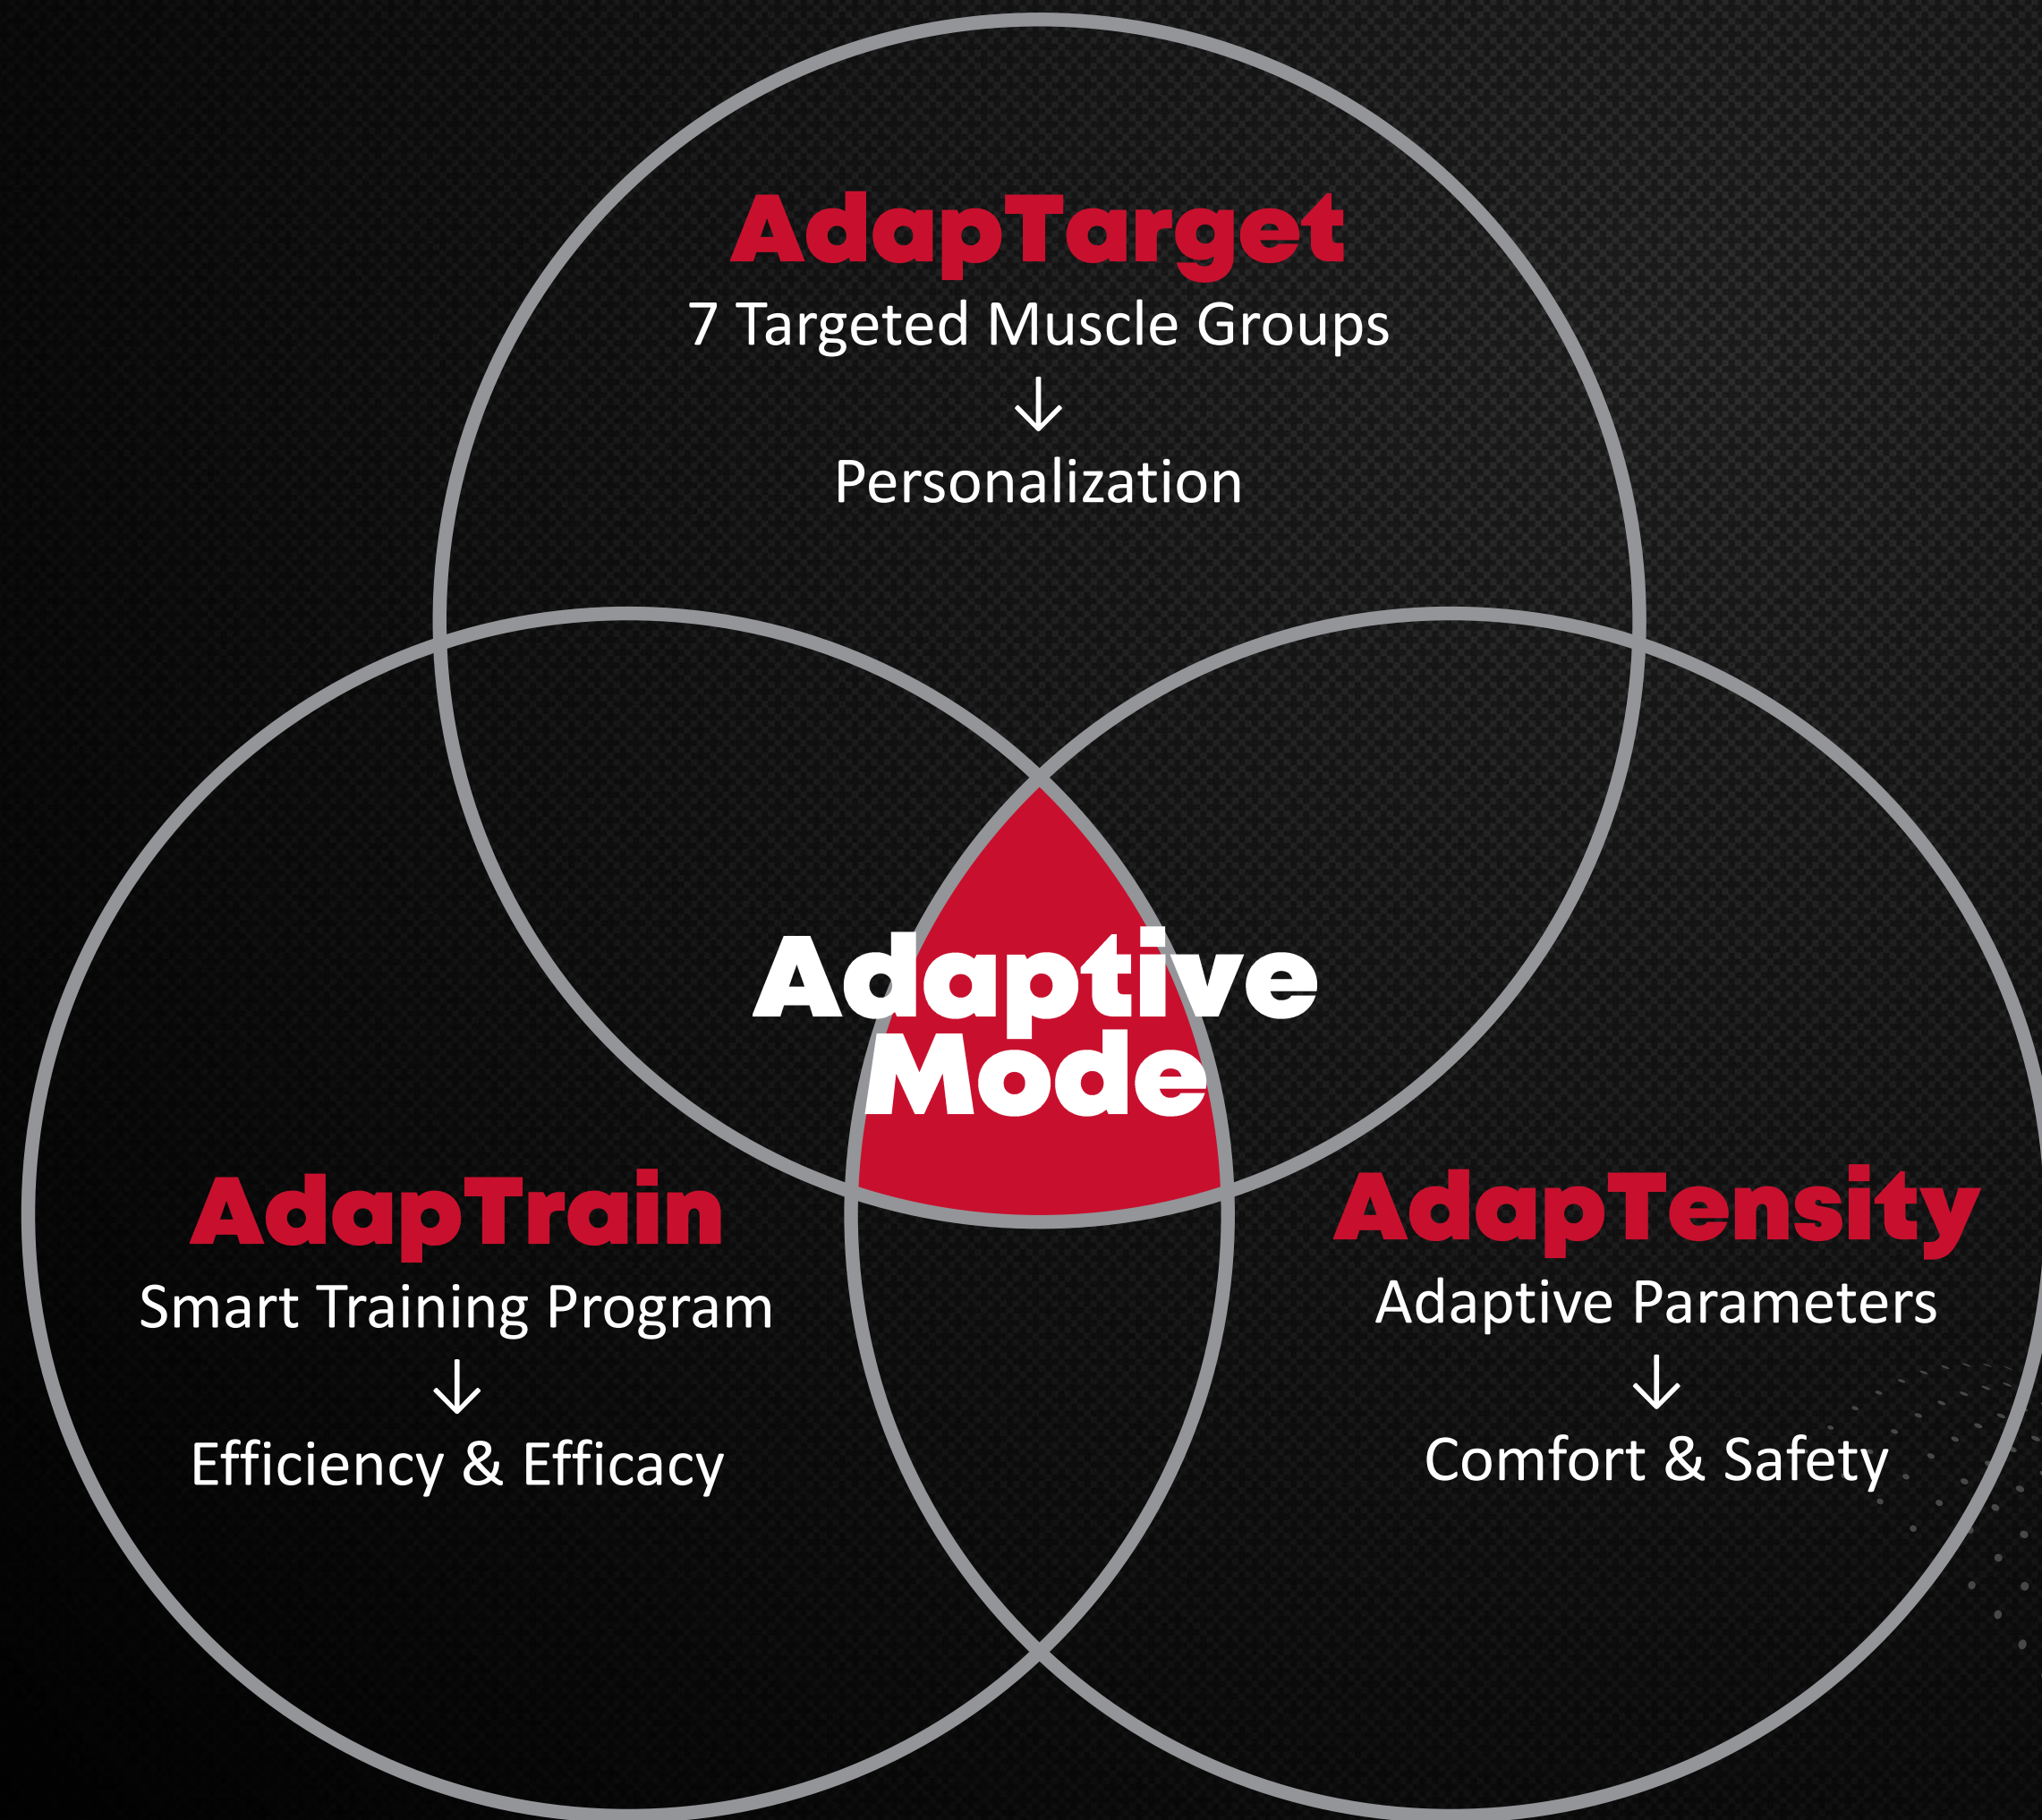 AdapTarget
7 Targeted Muscle Groups
↓
Personalization
Adaptive
Mode
AdapTrain
Smart Training Program
↓
Efficiency & Efficacy
AdapTensity
Adaptive Parameters
↓
Comfort & Safety